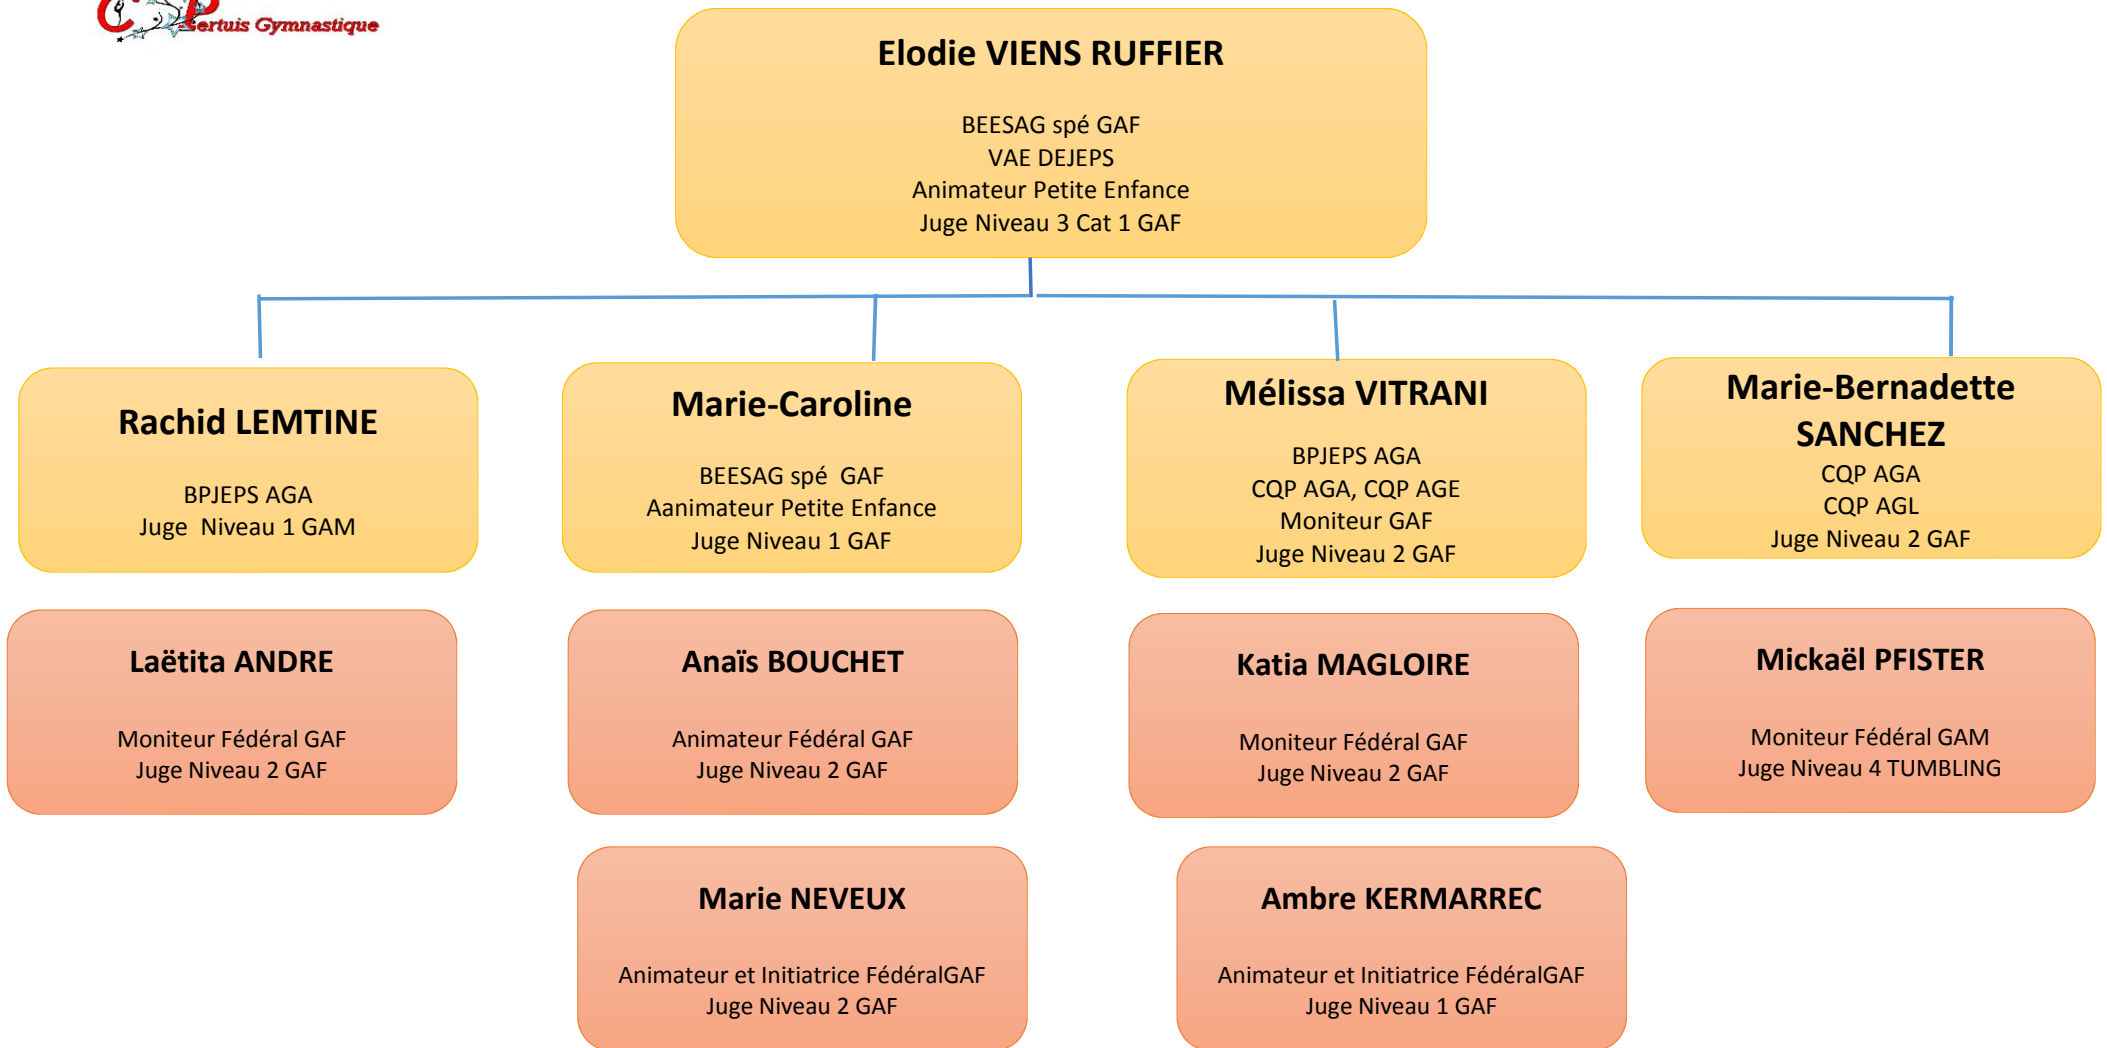 ertuis Gymnastique
Elodie VIENS RUFFIER
BEESAG spé GAF
VAE DEJEPS
Animateur Petite Enfance
Juge Niveau 3 Cat 1 GAF
Rachid LEMTINE
BPJEPS AGA
Juge Niveau 1 GAM
Marie-Caroline
BEESAG spé GAF
Aanimateur Petite Enfance
Juge Niveau 1 GAF
Mélissa VITRANI
BPJEPS AGA
CQP AGA, CQP AGE
Moniteur GAF
Juge Niveau 2 GAF
Marie-Bernadette
SANCHEZ
CQP AGA
CQP AGL
Juge Niveau 2 GAF
Laëtita ANDRE
Moniteur Fédéral GAF
Juge Niveau 2 GAF
Anaïs BOUCHET
Animateur Fédéral GAF
Juge Niveau 2 GAF
Katia MAGLOIRE
Moniteur Fédéral GAF
Juge Niveau 2 GAF
Mickaël PFISTER
Moniteur Fédéral GAM
Juge Niveau 4 TUMBLING
Marie NEVEUX
Animateur et Initiatrice FédéralGAF
Juge Niveau 2 GAF
Ambre KERMARREC
Animateur et Initiatrice FédéralGAF
Juge Niveau 1 GAF